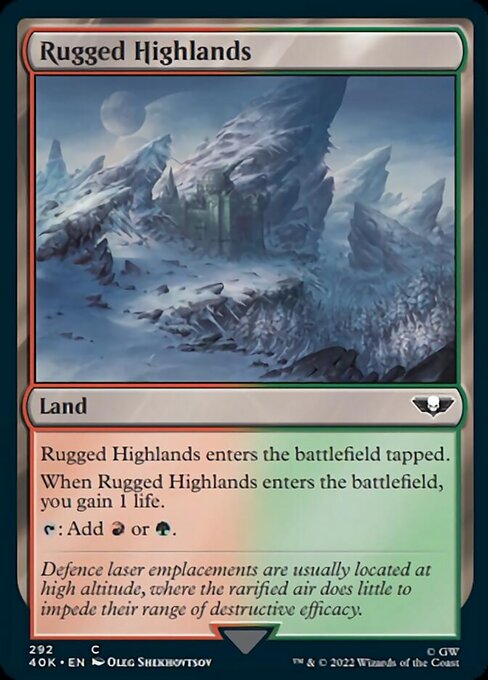 Rugged Highlands
Land
Rugged Highlands enters the battlefield tapped.
When Rugged Highlands enters the battlefield,
you gain 1 life.
: Add or .
Defence laser emplacements are usually located at
high altitude, where the rarified air does little to
impede their range of destructive efficacy.
292 C
40K • EN Oleg Shekhovtsov
© GW
™ & © 2022 Wizards of the Coast